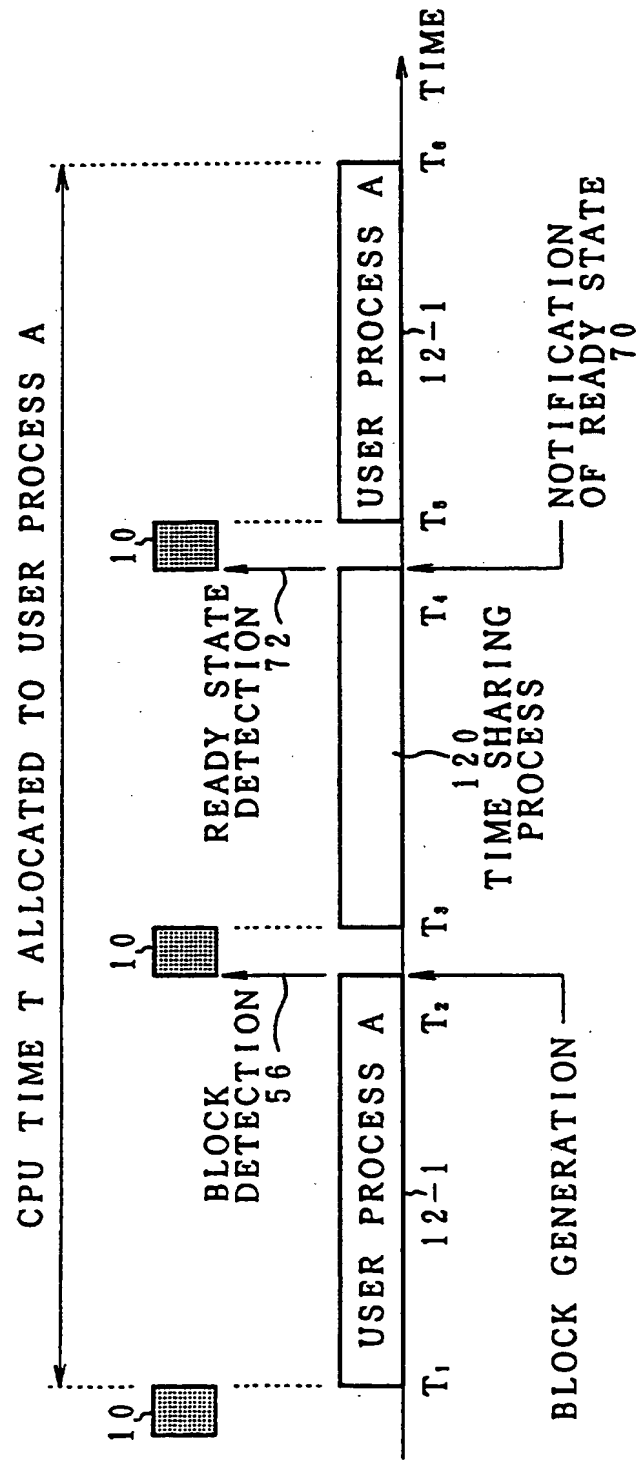 CPU TIME T ALLOCATED TO USER PROCESS A
10
10
10
BLOCK
DETECTION
56
READY STATE
DETECTION
72
USER PROCESS A
USER PROCESS A
T1
12-1
T2
T3
120
TIME SHARING
PROCESS
T4
T5
12-1
T6
TIME
BLOCK GENERATION
NOTIFICATION
OF READY STATE
70